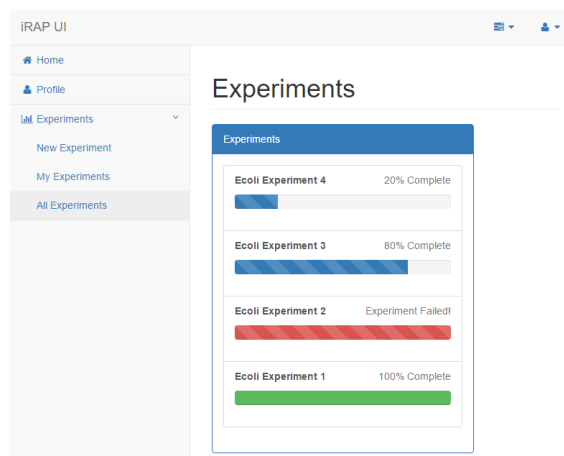 iRAP UI
Home
Profile
Experiments
New Experiment
My Experiments
All Experiments
Experiments
Experiments
Ecoli Experiment 4 20% Complete
Ecoli Experiment 3 80% Complete
Ecoli Experiment 2 Experiment Failed!
Ecoli Experiment 1 100% Complete